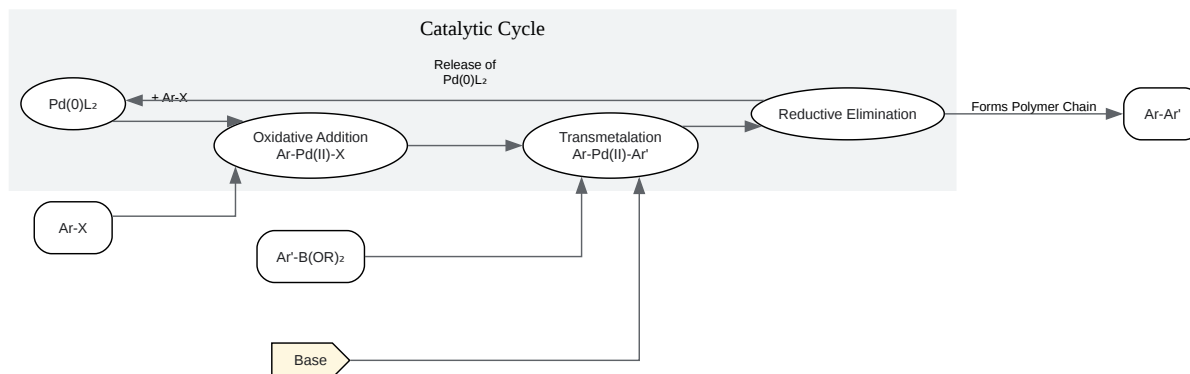 Catalytic Cycle
Release of
Pd(0)L₂
Pd(0)L₂
+ Ar-X
Oxidative Addition
Ar-Pd(II)-X
Transmetalation
Ar-Pd(II)-Ar'
Reductive Elimination
Forms Polymer Chain
Ar-Ar'
Ar-X
Ar'-B(OR)₂
Base